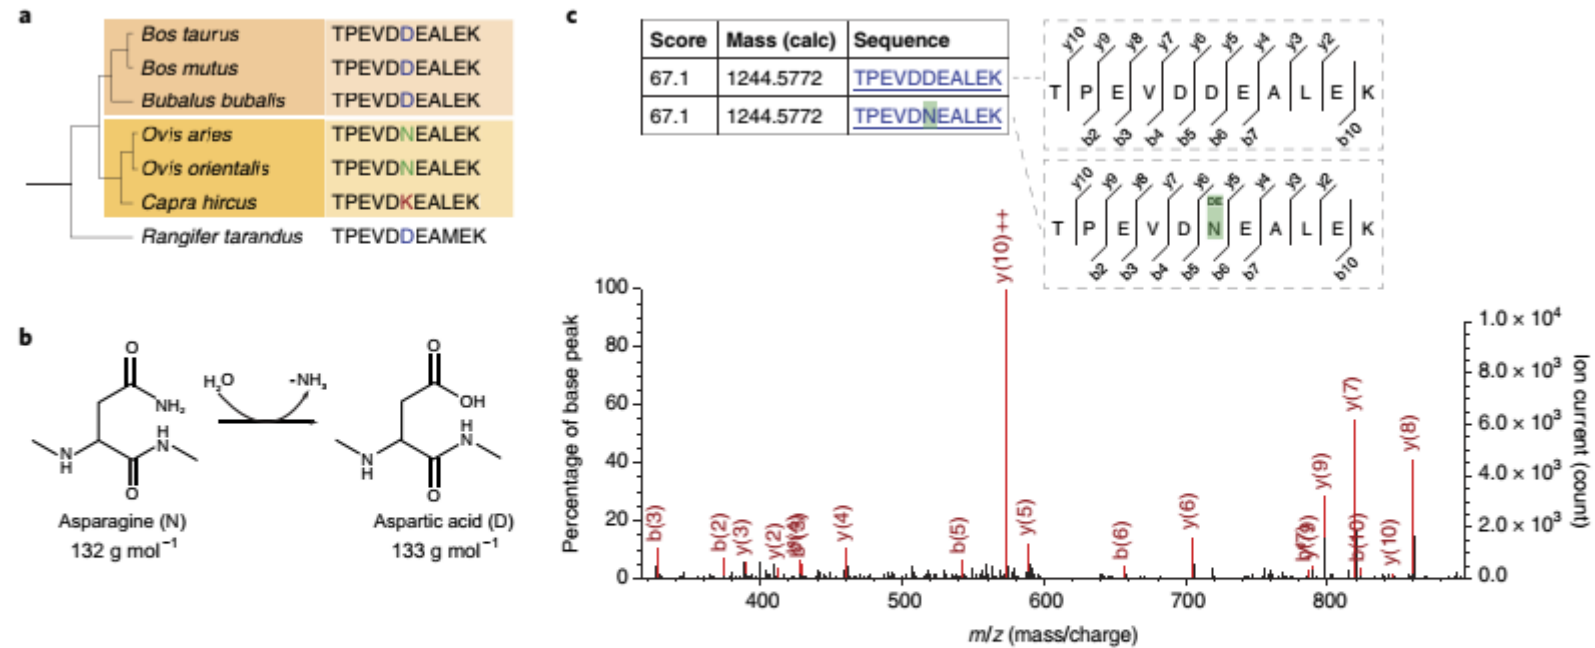 a
Bos taurus TPEVDDEALEK
Bos mutus TPEVDDEALEK
Bubalus bubalis TPEVDDEALEK
Ovis aries TPEVDNEALEK
Ovis orientalis TPEVDNEALEK
Capra hircus TPEVDKEALEK
Rangifer tarandus TPEVDDEAMEK
b
O
NH₂
H
N
N
H
O
Asparagine (N)
132 g mol⁻¹
H₂O
-NH₃
O
OH
H
N
N
H
O
Aspartic acid (D)
133 g mol⁻¹
c
Score Mass (calc) Sequence
67.1 1244.5772 TPEVDDEALEK
67.1 1244.5772 TPEVDNEALEK
y10 y9 y8 y7 y6 y5 y4 y3 y2
T P E V D D E A L E K
b2 b3 b4 b5 b6 b7 b10
y10 y9 y8 y7 y6 y5 y4 y3 y2
DE
T P E V D N E A L E K
b2 b3 b4 b5 b6 b7 b10
Percentage of base peak
100
80
60
40
20
0
b(3)
b(2)
y(3)
y(2)
y(4)
b(5)
y(10)++
y(5)
b(6)
y(6)
y(9)
y(7)
b(10)
y(10)
y(8)
1.0 × 10⁴
8.0 × 10³
6.0 × 10³
4.0 × 10³
2.0 × 10³
0.0
Ion current (count)
400 500 600 700 800
m/z (mass/charge)